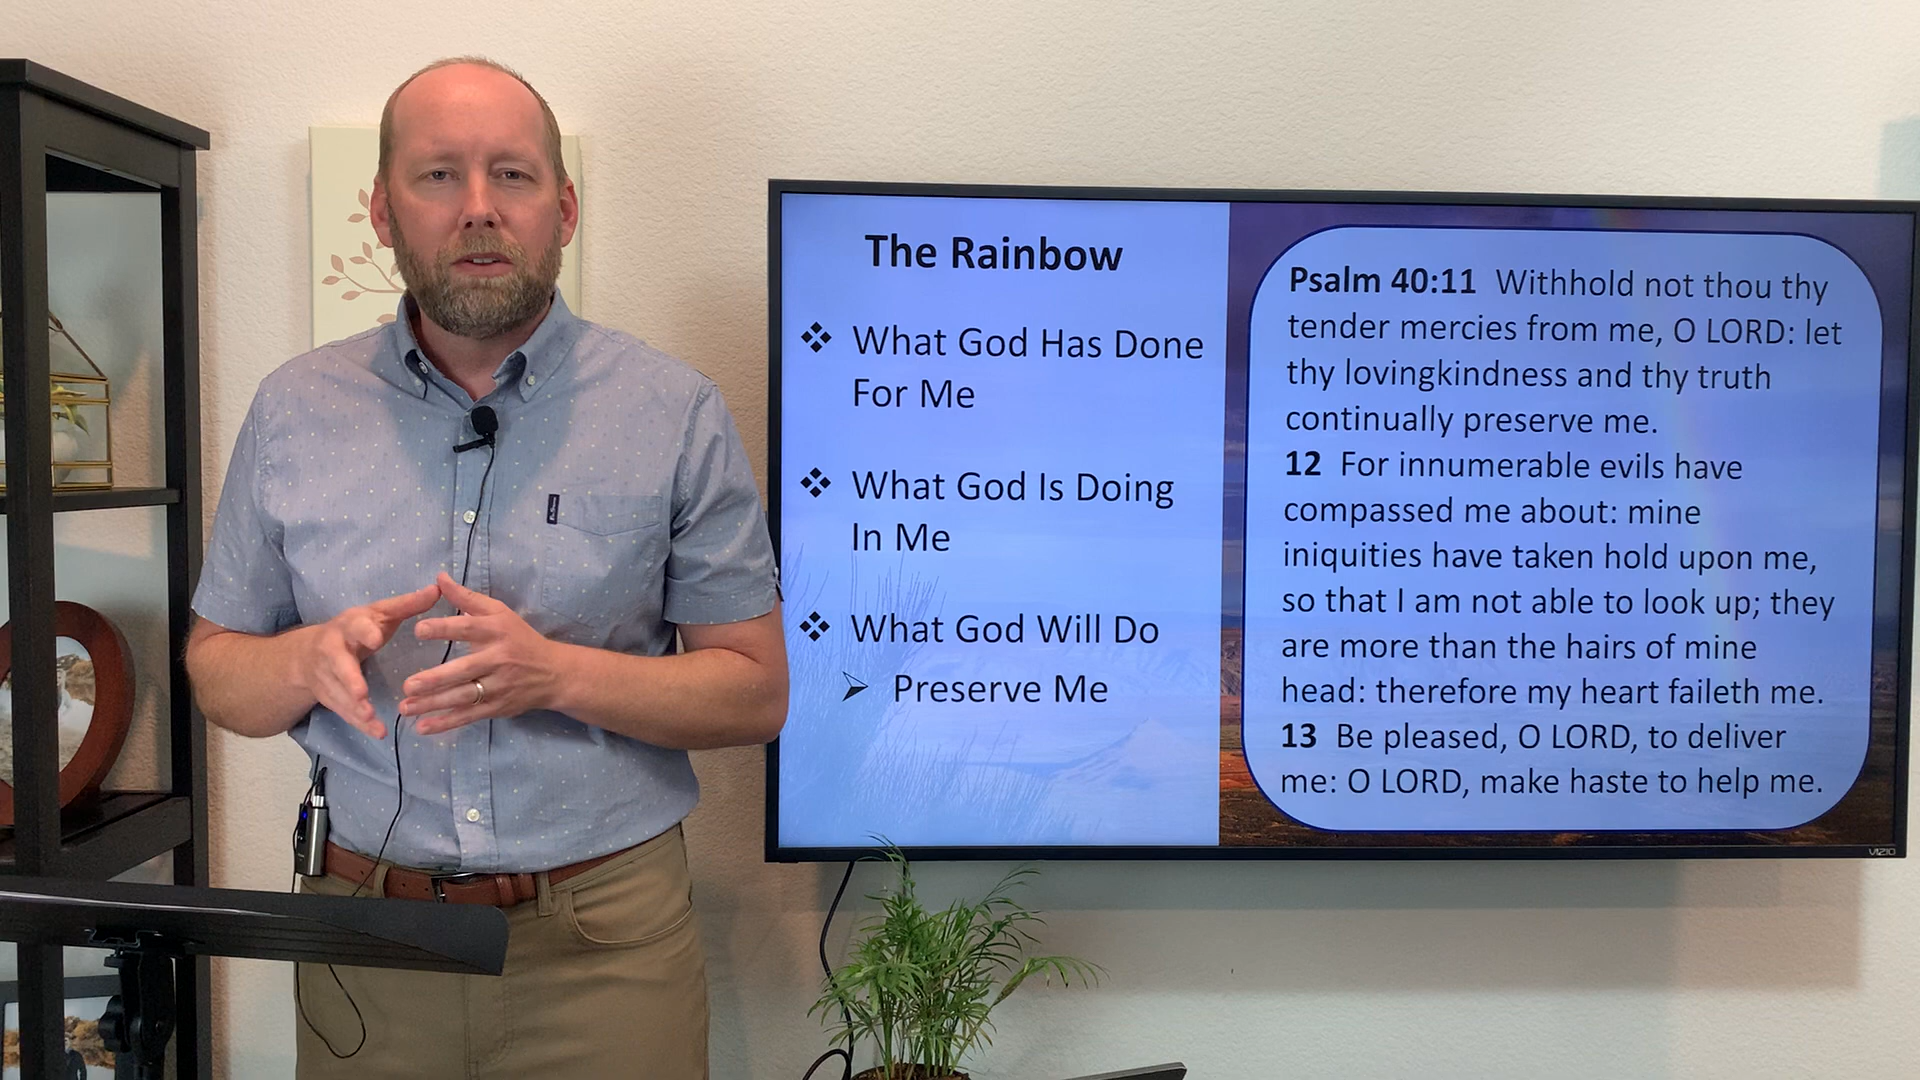 The Rainbow
❖ What God Has Done
For Me
❖ What God Is Doing
In Me
❖ What God Will Do
➢ Preserve Me
Psalm 40:11 Withhold not thou thy
tender mercies from me, O LORD: let
thy lovingkindness and thy truth
continually preserve me.
12 For innumerable evils have
compassed me about: mine
iniquities have taken hold upon me,
so that I am not able to look up; they
are more than the hairs of mine
head: therefore my heart faileth me.
13 Be pleased, O LORD, to deliver
me: O LORD, make haste to help me.
VIZIO